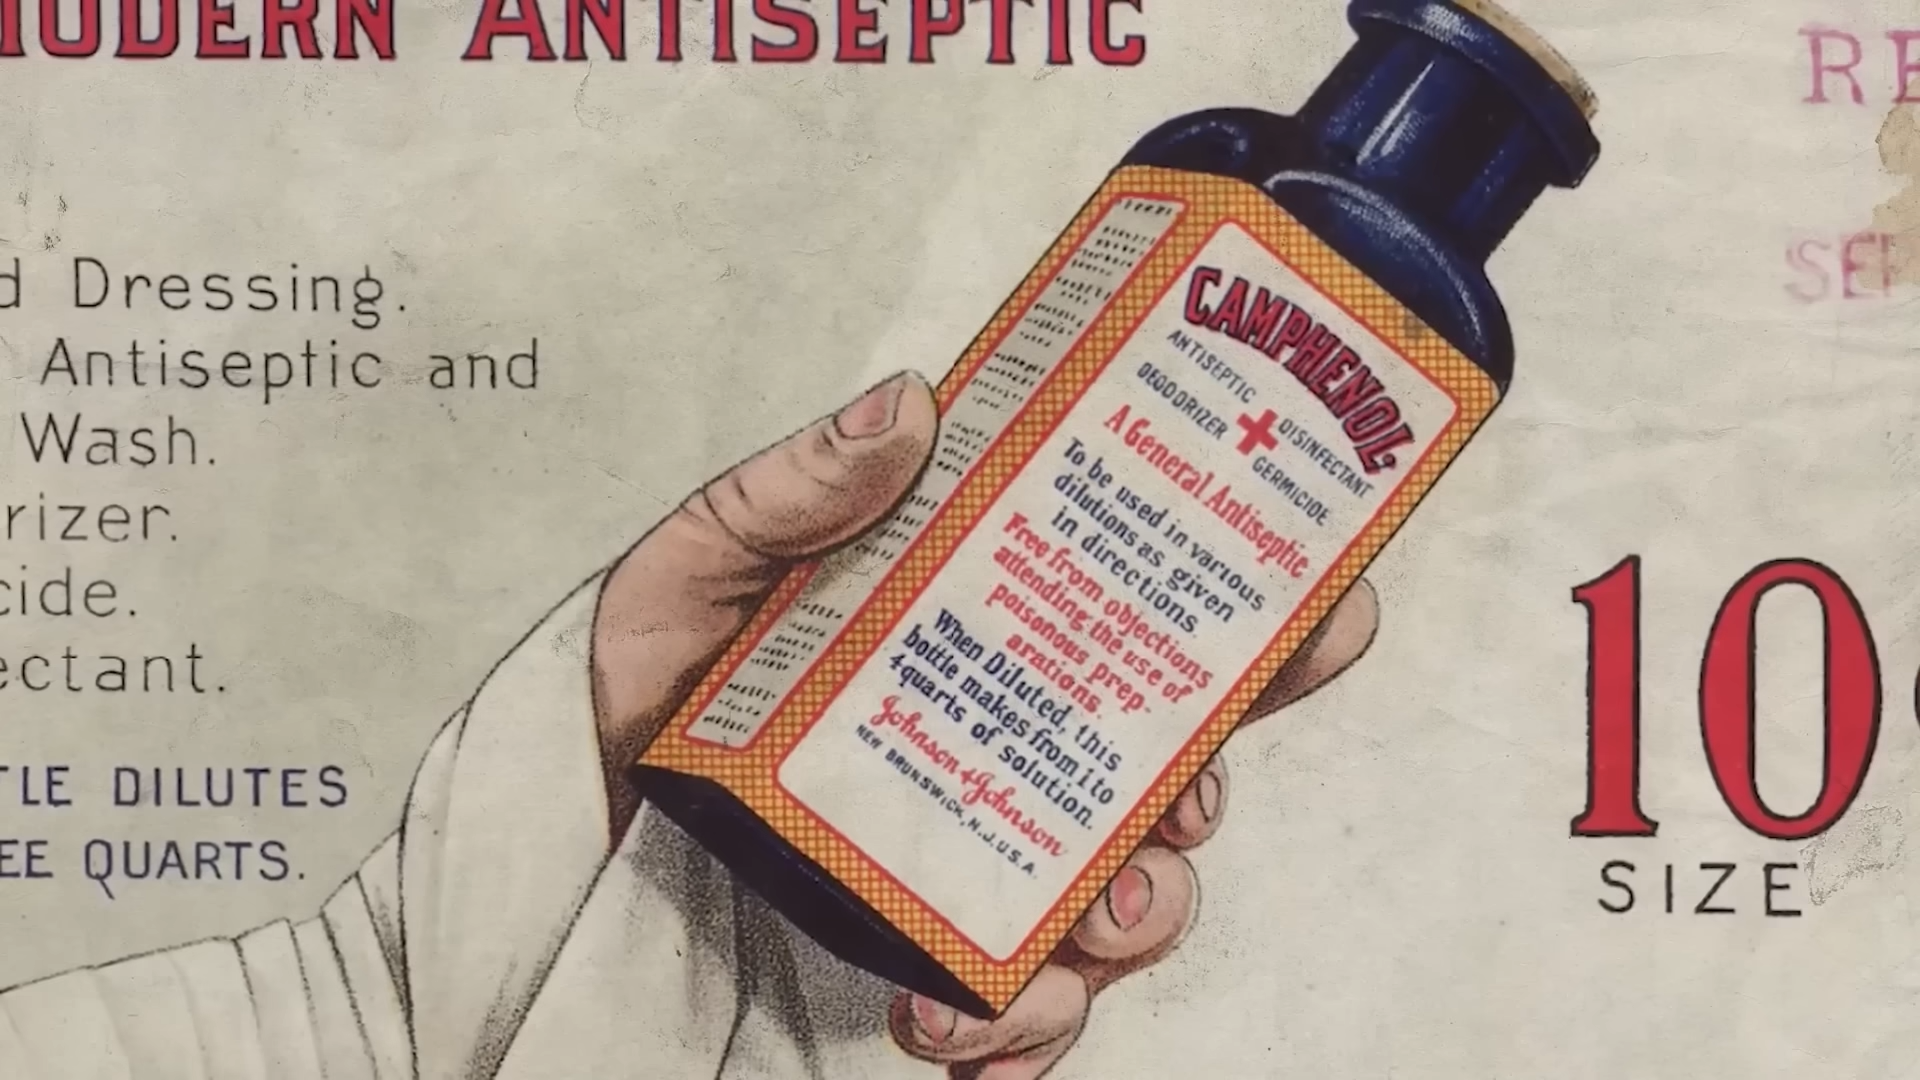 MODERN ANTISEPTIC
d Dressing.
Antiseptic and
Wash.
rizer.
cide.
ectant.
TLE DILUTES
EE QUARTS.
CAMPHENOL
ANTISEPTIC
DEODORIZER
DISINFECTANT
GERMICIDE
A General Antiseptic
To be used in various
dilutions as given
in directions.
Free from objections
attending the use of
poisonous prep-
arations.
When Diluted, this
bottle makes from 1 to
4 quarts of solution.
Johnson & Johnson
NEW BRUNSWICK, N.J. U.S.A.
RE
SEP
10
SIZE